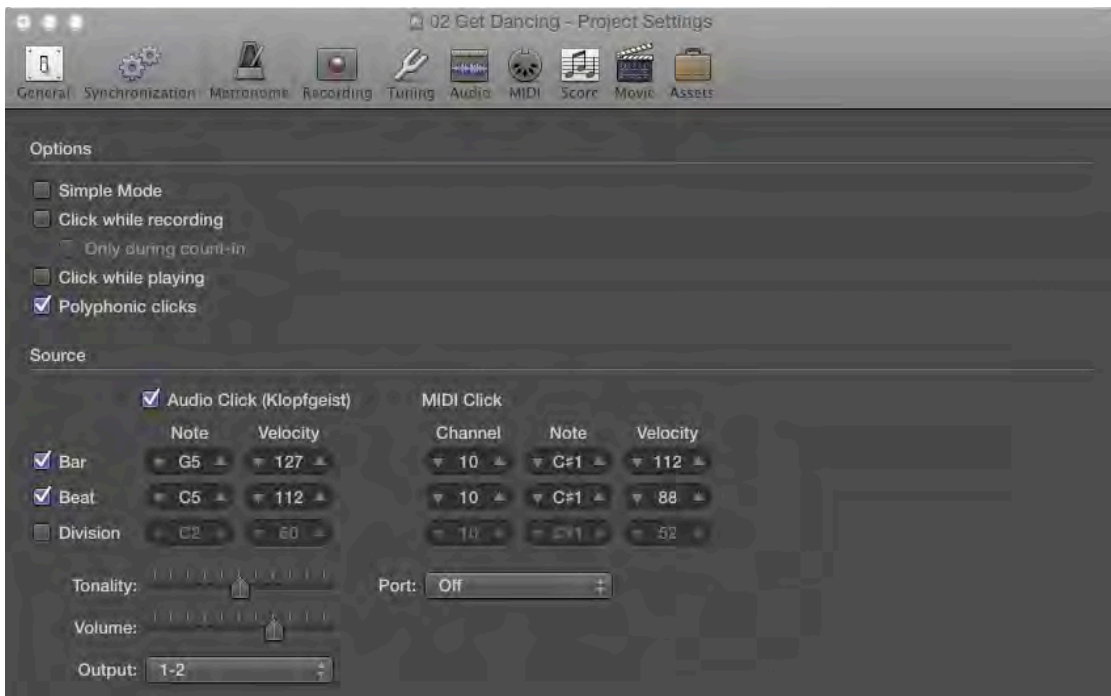 02 Get Dancing - Project Settings
General Synchronization Metronome Recording Tuning Audio MIDI Score Movie Assets
Options
Simple Mode
Click while recording
Only during count-in
Click while playing
Polyphonic clicks
Source
Audio Click (Klopfgeist) MIDI Click
Note Velocity Channel Note Velocity
Bar G5 127 10 C♯1 112
Beat C5 112 10 C♯1 88
Division C2 60 10 C♯1 52
Tonality: Port: Off
Volume:
Output: 1-2